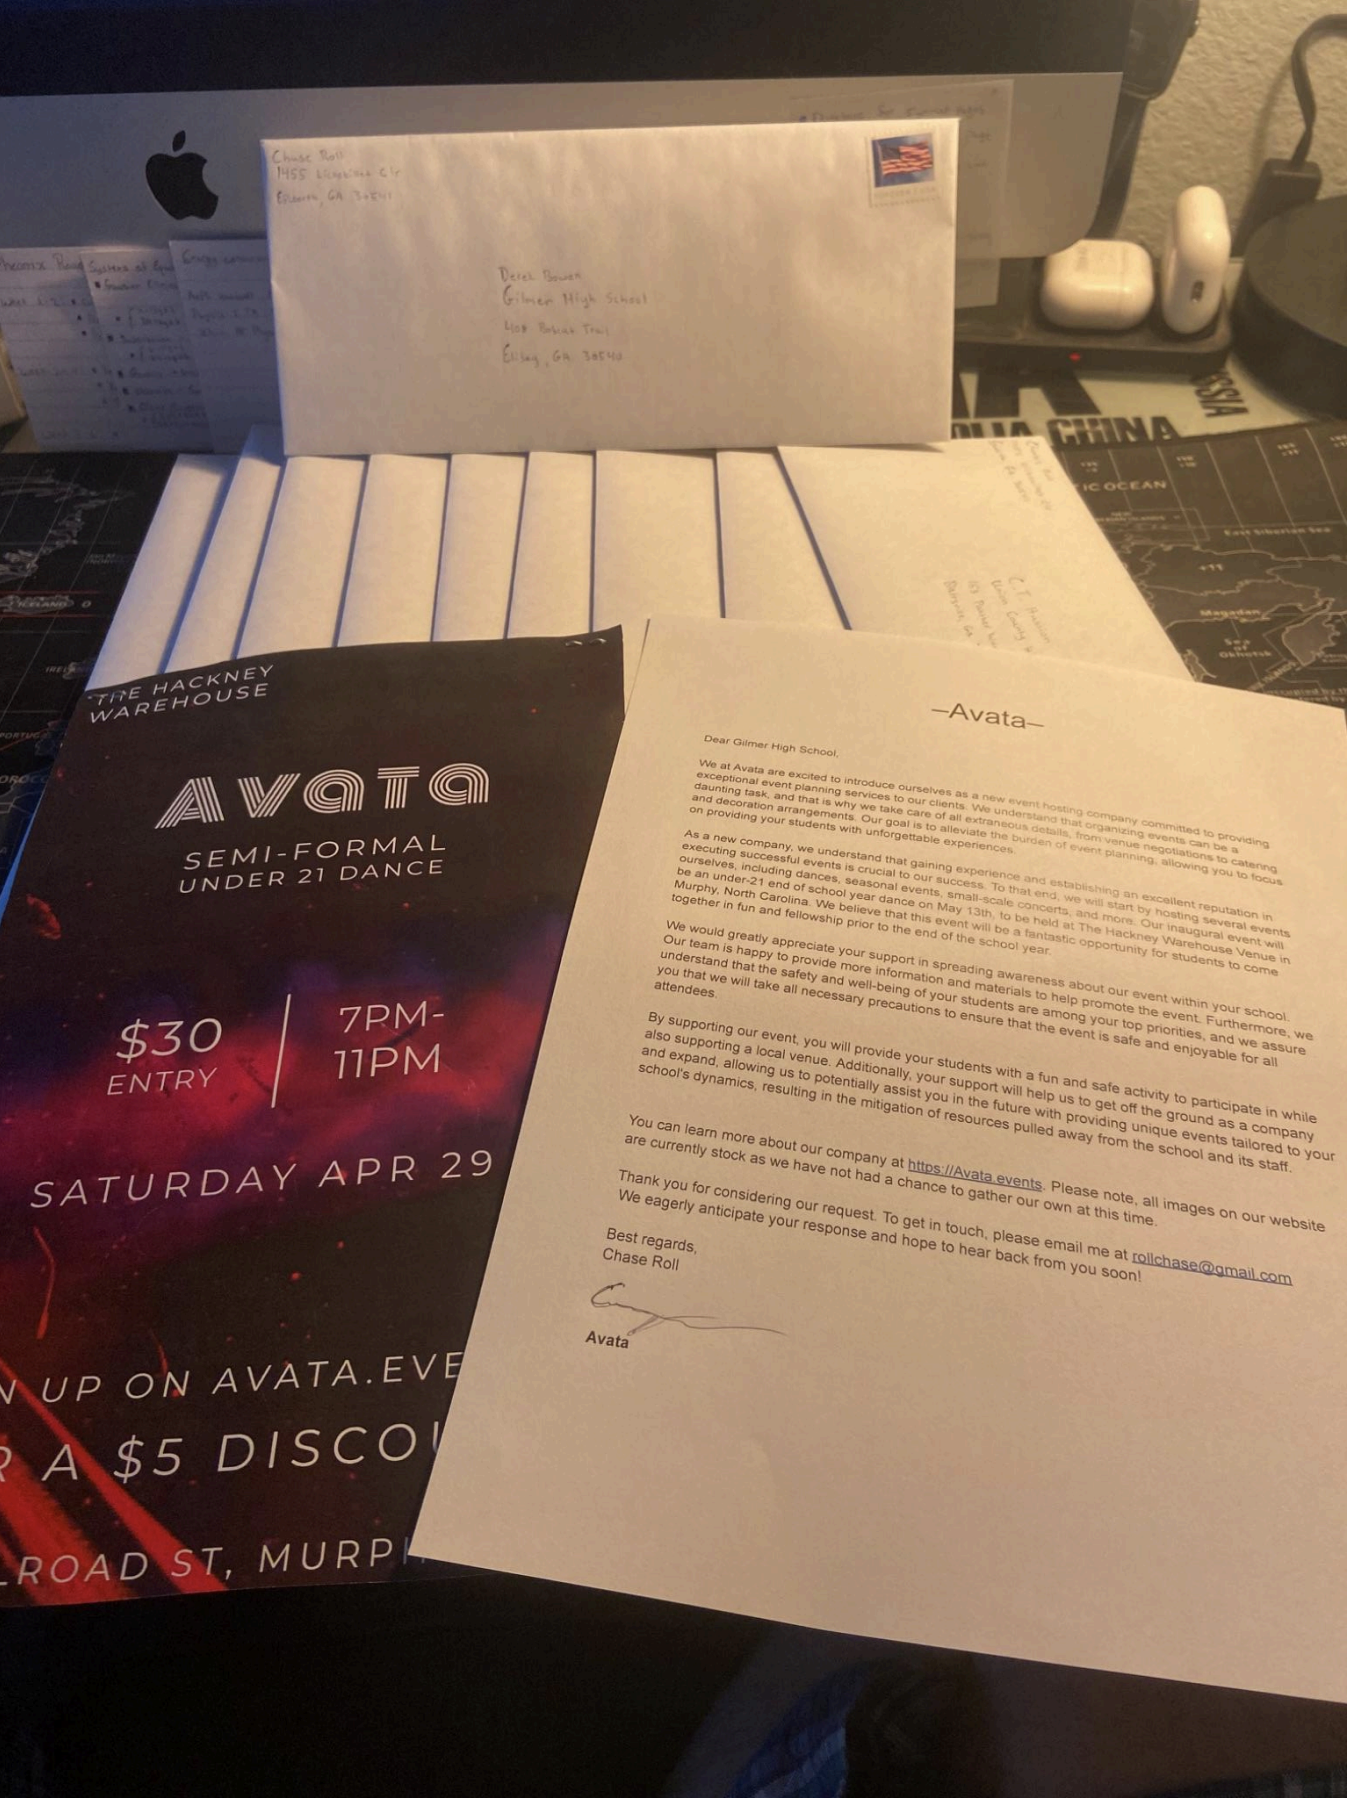 Chase Roll
1455
GA
Derek Bowen
Gilmer High School
Bobcat Trail
GA 30540
Systems of
CHINA
IC OCEAN
East Siberian Sea
Magadan
Sea of
Okhotsk
ICELAND
C.T.
Union County
THE HACKNEY
WAREHOUSE
AVATA
SEMI-FORMAL
UNDER 21 DANCE
$30
ENTRY
7PM-
11PM
SATURDAY APR 29
N UP ON AVATA.EVE
R A $5 DISCOU
ROAD ST, MURPH
–Avata–
Dear Gilmer High School,
We at Avata are excited to introduce ourselves as a new event hosting company committed to providing
exceptional event planning services to our clients. We understand that organizing events can be a
daunting task, and that is why we take care of all extraneous details, from venue negotiations to catering
and decoration arrangements. Our goal is to alleviate the burden of event planning, allowing you to focus
on providing your students with unforgettable experiences.
As a new company, we understand that gaining experience and establishing an excellent reputation in
executing successful events is crucial to our success. To that end, we will start by hosting several events
ourselves, including dances, seasonal events, small-scale concerts, and more. Our inaugural event will
be an under-21 end of school year dance on May 13th, to be held at The Hackney Warehouse Venue in
Murphy, North Carolina. We believe that this event will be a fantastic opportunity for students to come
together in fun and fellowship prior to the end of the school year.
We would greatly appreciate your support in spreading awareness about our event within your school.
Our team is happy to provide more information and materials to help promote the event. Furthermore, we
understand that the safety and well-being of your students are among your top priorities, and we assure
you that we will take all necessary precautions to ensure that the event is safe and enjoyable for all
attendees.
By supporting our event, you will provide your students with a fun and safe activity to participate in while
also supporting a local venue. Additionally, your support will help us to get off the ground as a company
and expand, allowing us to potentially assist you in the future with providing unique events tailored to your
school's dynamics, resulting in the mitigation of resources pulled away from the school and its staff.
You can learn more about our company at https://Avata.events. Please note, all images on our website
are currently stock as we have not had a chance to gather our own at this time.
Thank you for considering our request. To get in touch, please email me at rollchase@gmail.com
We eagerly anticipate your response and hope to hear back from you soon!
Best regards,
Chase Roll
Avata